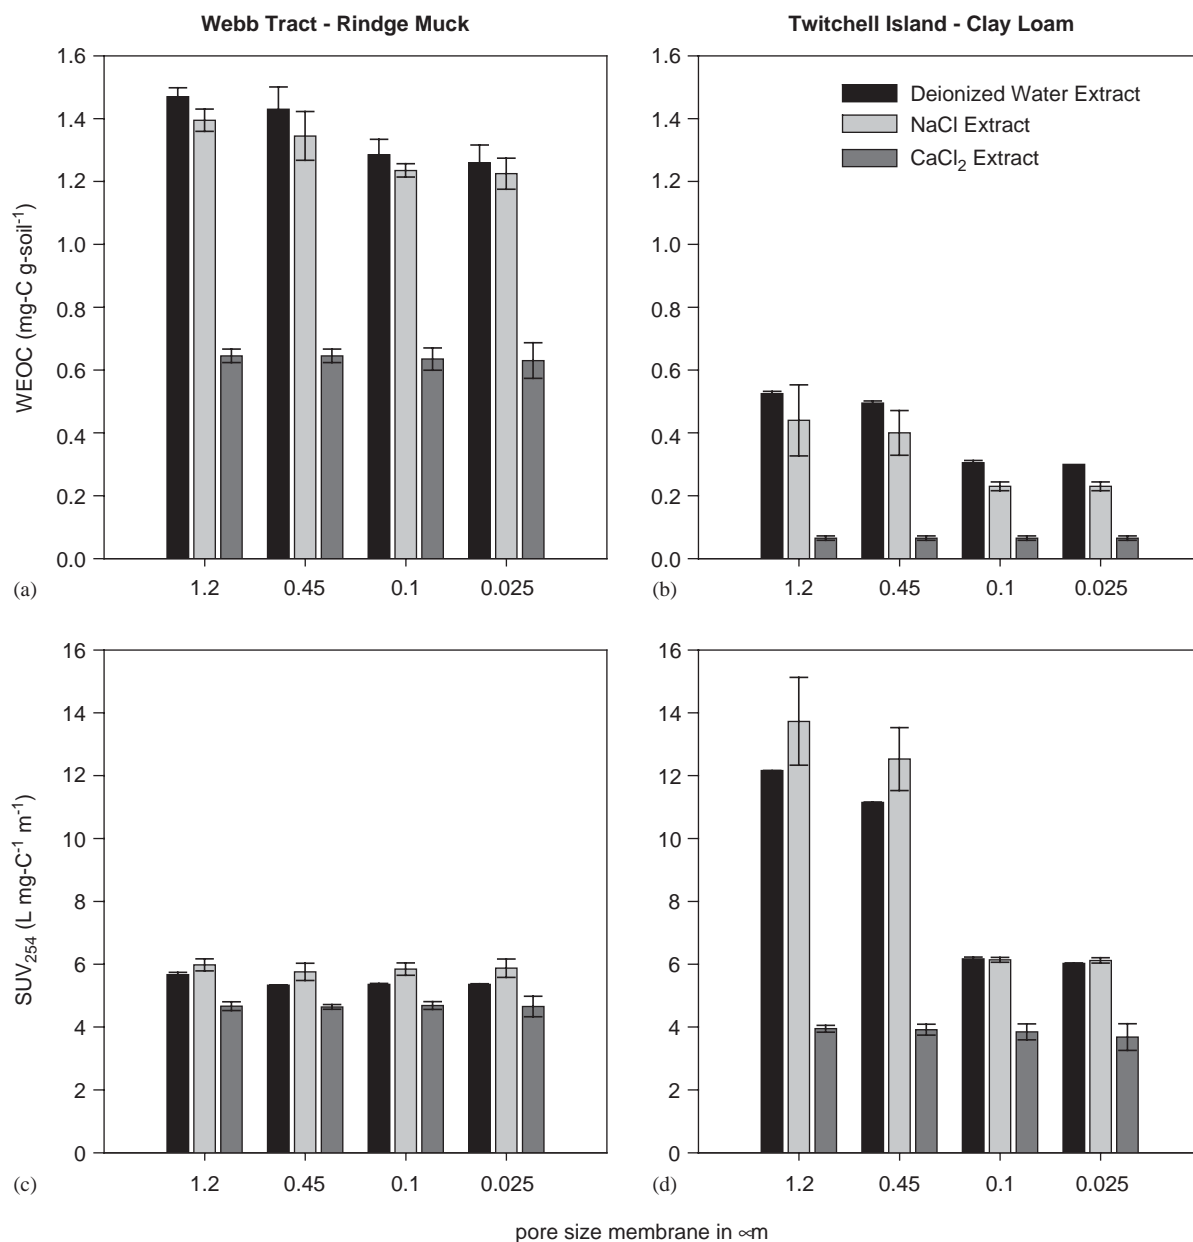 Webb Tract - Rindge Muck
Twitchell Island - Clay Loam
WEOC (mg-C g-soil⁻¹)
1.6
1.4
1.2
1.0
0.8
0.6
0.4
0.2
0.0
(a)
1.2 0.45 0.1 0.025
1.6
1.4
1.2
1.0
0.8
0.6
0.4
0.2
0.0
Deionized Water Extract
NaCl Extract
CaCl₂ Extract
(b)
1.2 0.45 0.1 0.025
SUV₂₅₄ (L mg-C⁻¹ m⁻¹)
16
14
12
10
8
6
4
2
0
(c)
1.2 0.45 0.1 0.025
16
14
12
10
8
6
4
2
0
(d)
1.2 0.45 0.1 0.025
pore size membrane in ∝m